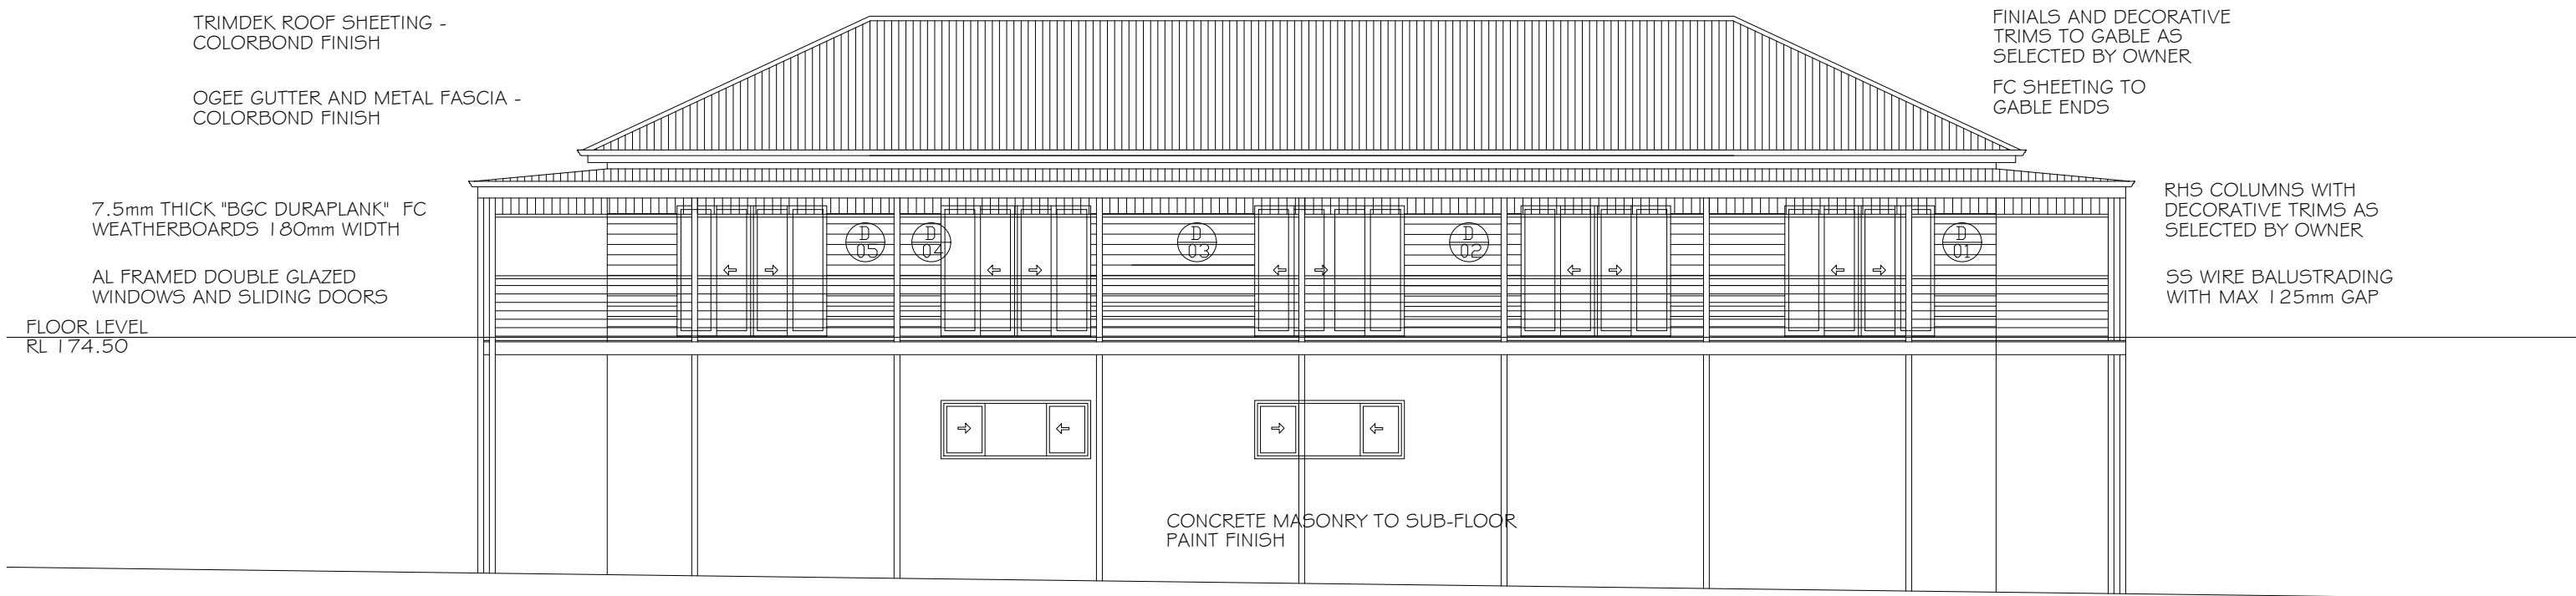 TRIMDEK ROOF SHEETING -
COLORBOND FINISH
OGEE GUTTER AND METAL FASCIA -
COLORBOND FINISH
7.5mm THICK "BGC DURAPLANK" FC
WEATHERBOARDS 180mm WIDTH
AL FRAMED DOUBLE GLAZED
WINDOWS AND SLIDING DOORS
FLOOR LEVEL
RL 174.50
D
05
D
04
D
03
D
02
D
01
CONCRETE MASONRY TO SUB-FLOOR
PAINT FINISH
FINIALS AND DECORATIVE
TRIMS TO GABLE AS
SELECTED BY OWNER
FC SHEETING TO
GABLE ENDS
RHS COLUMNS WITH
DECORATIVE TRIMS AS
SELECTED BY OWNER
SS WIRE BALUSTRADING
WITH MAX 125mm GAP